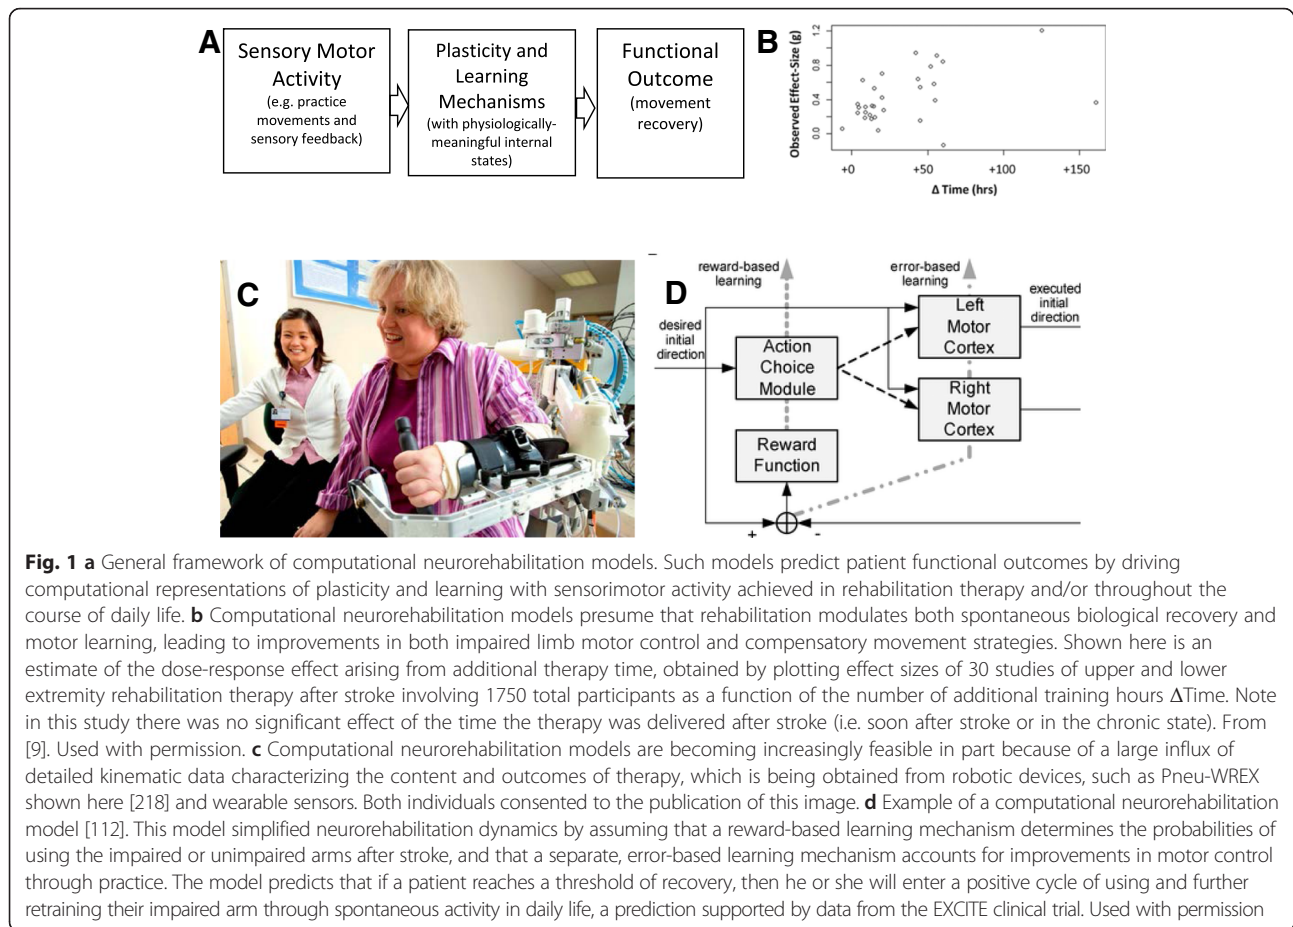 A
Sensory Motor
Activity
(e.g. practice
movements and
sensory feedback)
Plasticity and
Learning
Mechanisms
(with physiologically-
meaningful internal
states)
Functional
Outcome
(movement
recovery)
B
Observed Effect-Size (g)
1.2
0.8
0.4
0.0
+0
+50
+100
+150
Δ Time (hrs)
C
D
reward-based
learning
error-based
learning
desired
initial
direction
Action
Choice
Module
Left
Motor
Cortex
executed
initial
direction
Right
Motor
Cortex
Reward
Function
+
-
Fig. 1 a General framework of computational neurorehabilitation models. Such models predict patient functional outcomes by driving
computational representations of plasticity and learning with sensorimotor activity achieved in rehabilitation therapy and/or throughout the
course of daily life. b Computational neurorehabilitation models presume that rehabilitation modulates both spontaneous biological recovery and
motor learning, leading to improvements in both impaired limb motor control and compensatory movement strategies. Shown here is an
estimate of the dose-response effect arising from additional therapy time, obtained by plotting effect sizes of 30 studies of upper and lower
extremity rehabilitation therapy after stroke involving 1750 total participants as a function of the number of additional training hours ΔTime. Note
in this study there was no significant effect of the time the therapy was delivered after stroke (i.e. soon after stroke or in the chronic state). From
[9]. Used with permission. c Computational neurorehabilitation models are becoming increasingly feasible in part because of a large influx of
detailed kinematic data characterizing the content and outcomes of therapy, which is being obtained from robotic devices, such as Pneu-WREX
shown here [218] and wearable sensors. Both individuals consented to the publication of this image. d Example of a computational neurorehabilitation
model [112]. This model simplified neurorehabilitation dynamics by assuming that a reward-based learning mechanism determines the probabilities of
using the impaired or unimpaired arms after stroke, and that a separate, error-based learning mechanism accounts for improvements in motor control
through practice. The model predicts that if a patient reaches a threshold of recovery, then he or she will enter a positive cycle of using and further
retraining their impaired arm through spontaneous activity in daily life, a prediction supported by data from the EXCITE clinical trial. Used with permission